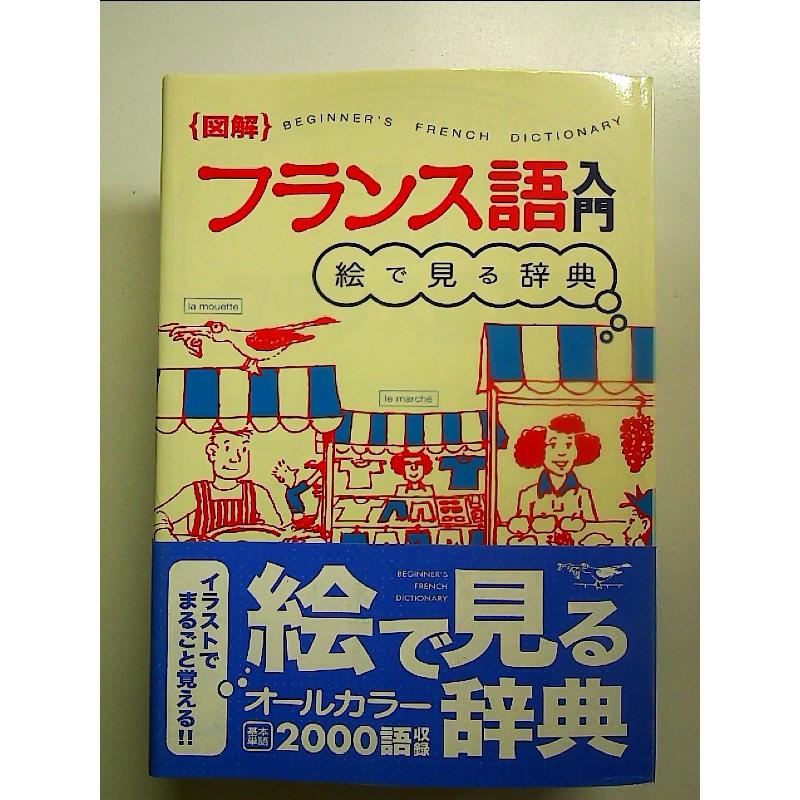 {図解}
BEGINNER'S FRENCH DICTIONARY
フランス語入門
絵で見る辞典
la mouette
le marché
イラストで
まるごと覚える!!
BEGINNER'S
FRENCH
DICTIONARY
絵で見る
辞典
オールカラー
基本単語2000語収録